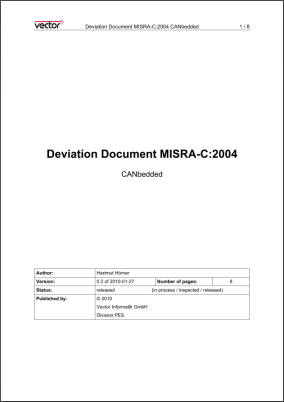 vector Deviation Document MISRA-C:2004 CANbedded 1 / 8
Deviation Document MISRA-C:2004
CANbedded
Author: Hartmut Hörner
Version: 0.2 of 2010-01-27 Number of pages: 8
Status: released (in process / inspected / released)
Published by: © 2010
Vector Informatik GmbH
Division PES